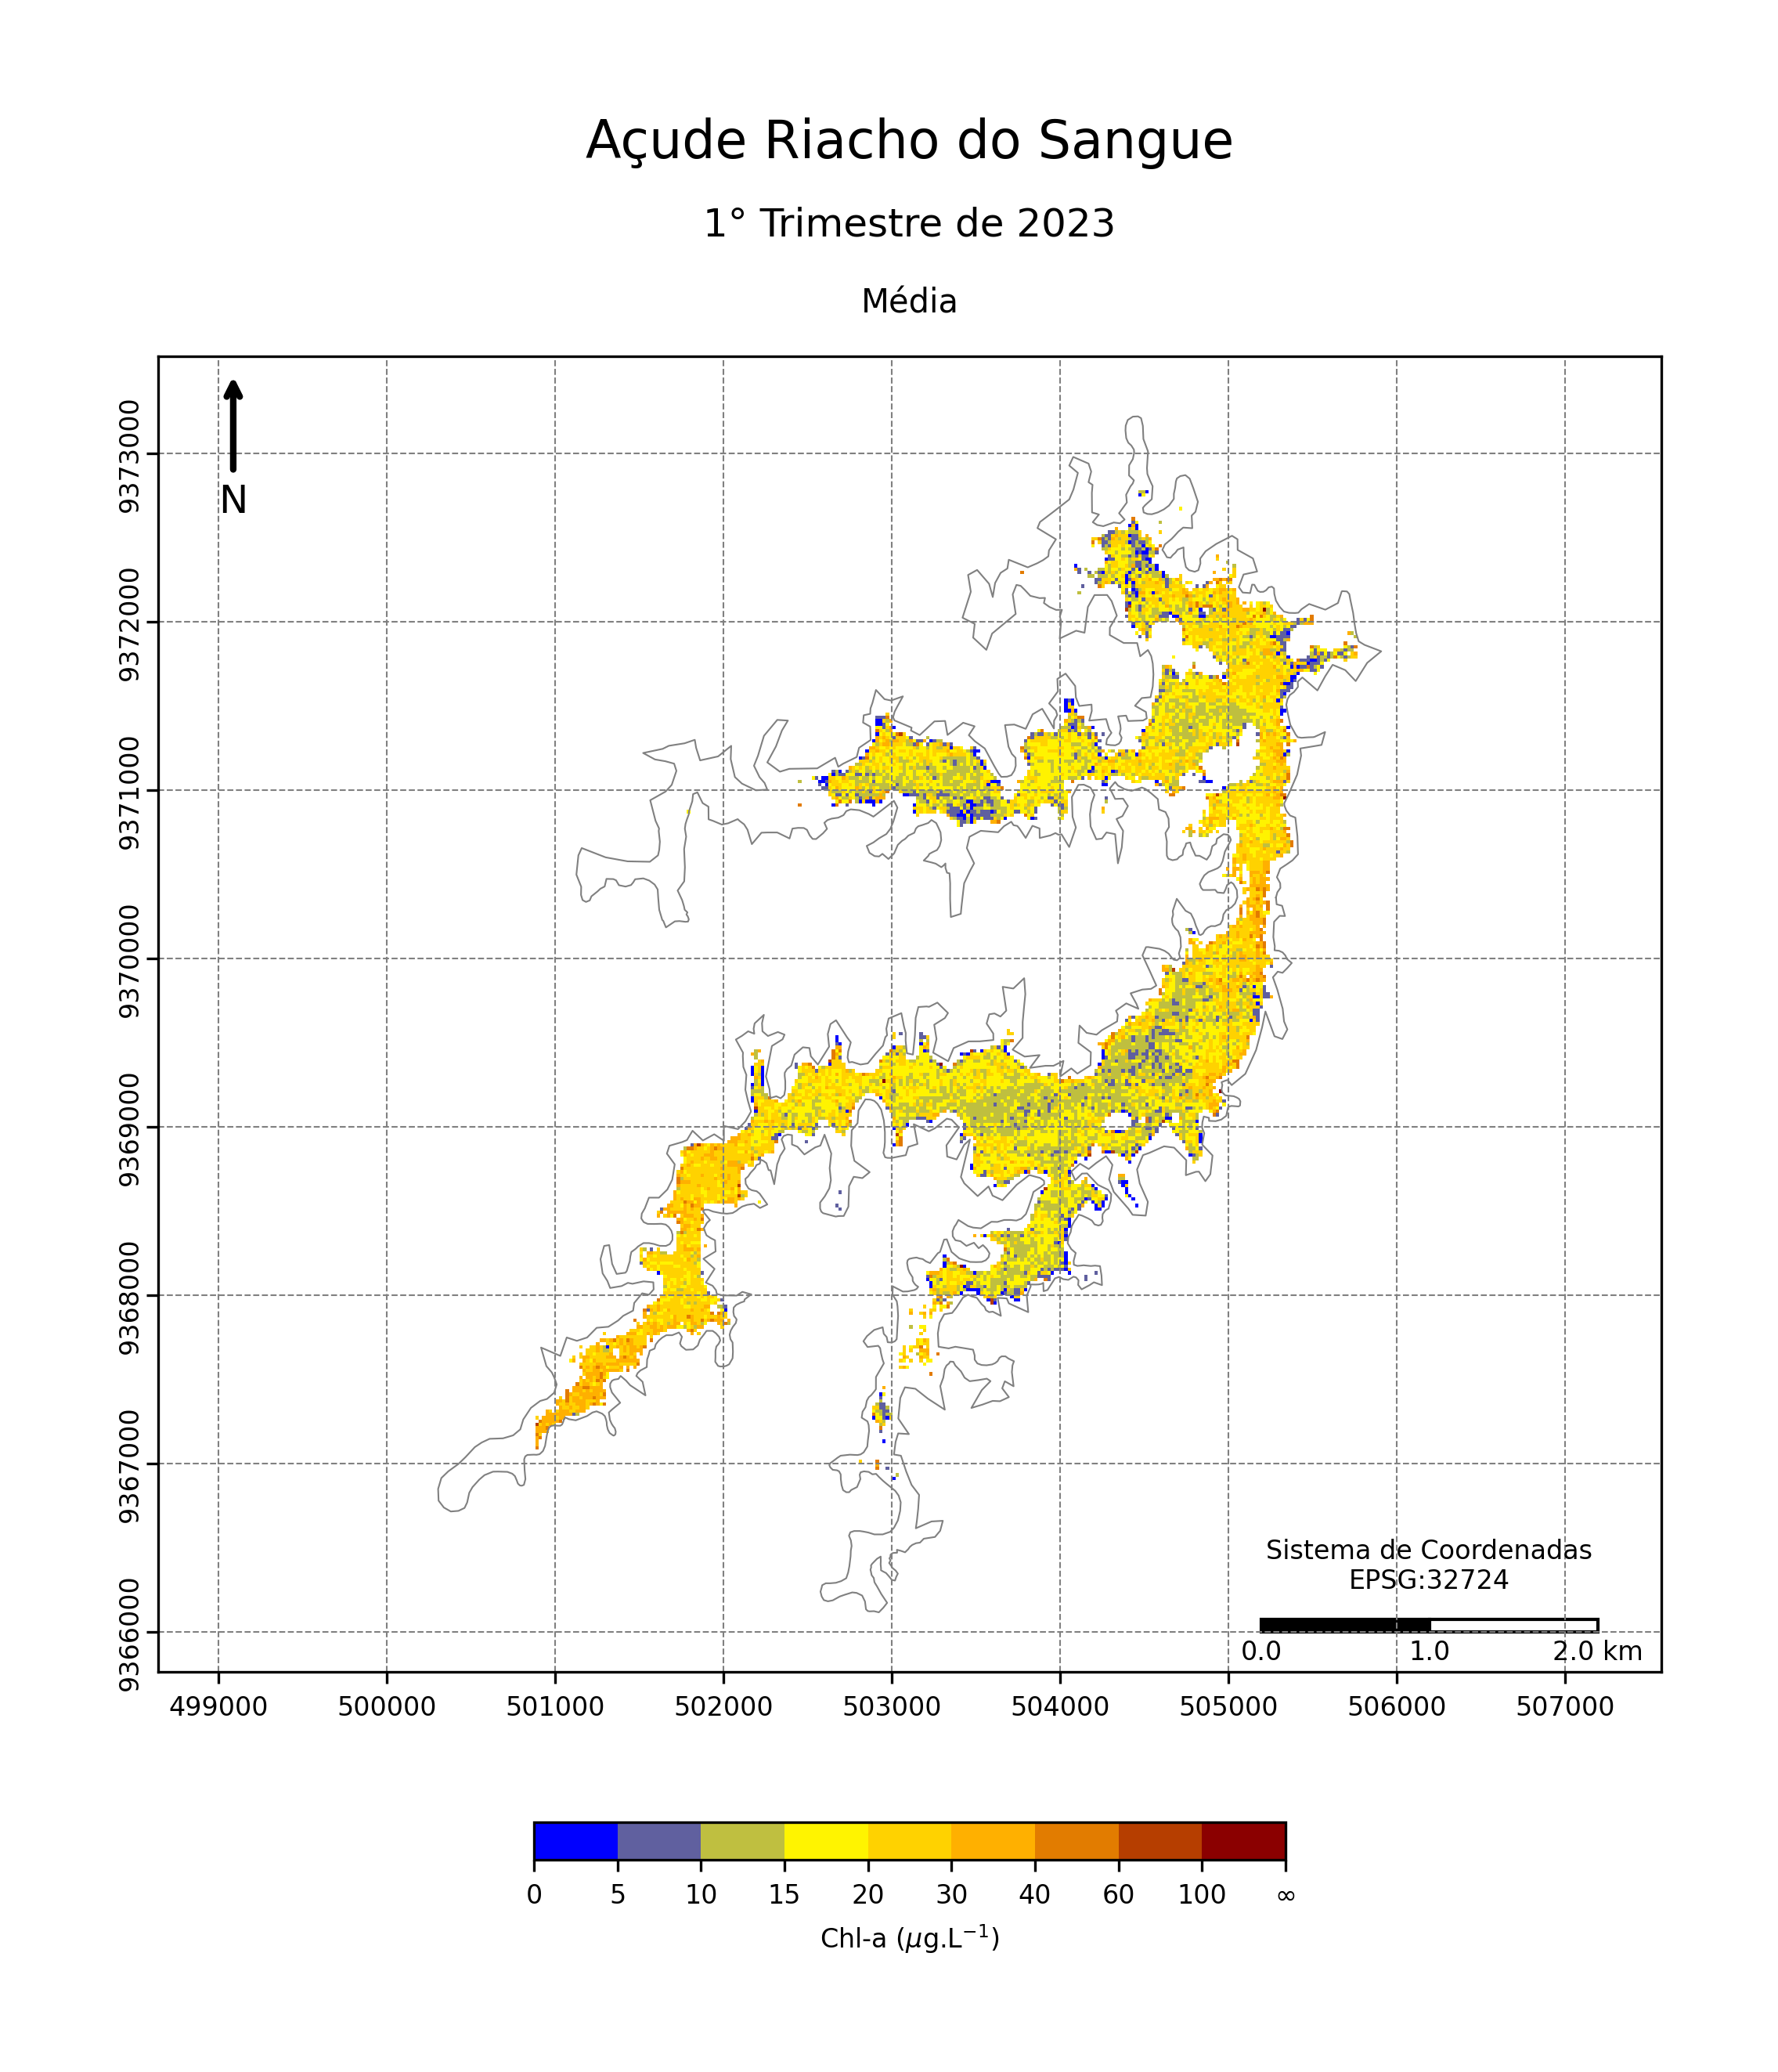 Açude Riacho do Sangue
1° Trimestre de 2023
Média
N
9373000
9372000
9371000
9370000
9369000
9368000
9367000
9366000
Sistema de Coordenadas
EPSG:32724
0.0 1.0 2.0 km
499000 500000 501000 502000 503000 504000 505000 506000 507000
0 5 10 15 20 30 40 60 100 ∞
Chl-a (μg.L⁻¹)